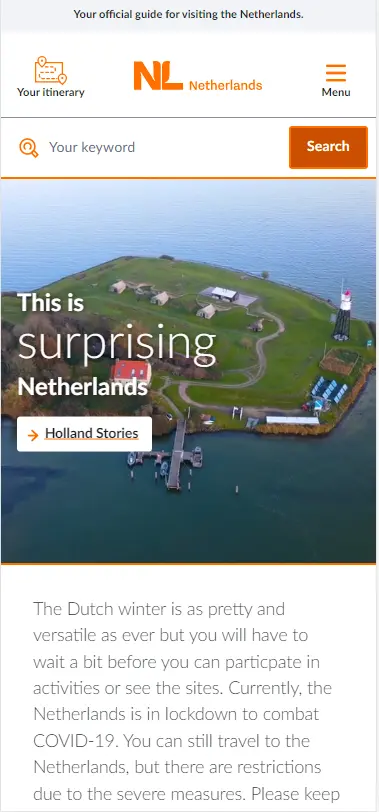 Your official guide for visiting the Netherlands.
Your itinerary
NL Netherlands
Menu
Your keyword
Search
This is
surprising
Netherlands
Holland Stories
The Dutch winter is as pretty and
versatile as ever but you will have to
wait a bit before you can particpate in
activities or see the sites. Currently, the
Netherlands is in lockdown to combat
COVID-19. You can still travel to the
Netherlands, but there are restrictions
due to the severe measures. Please keep